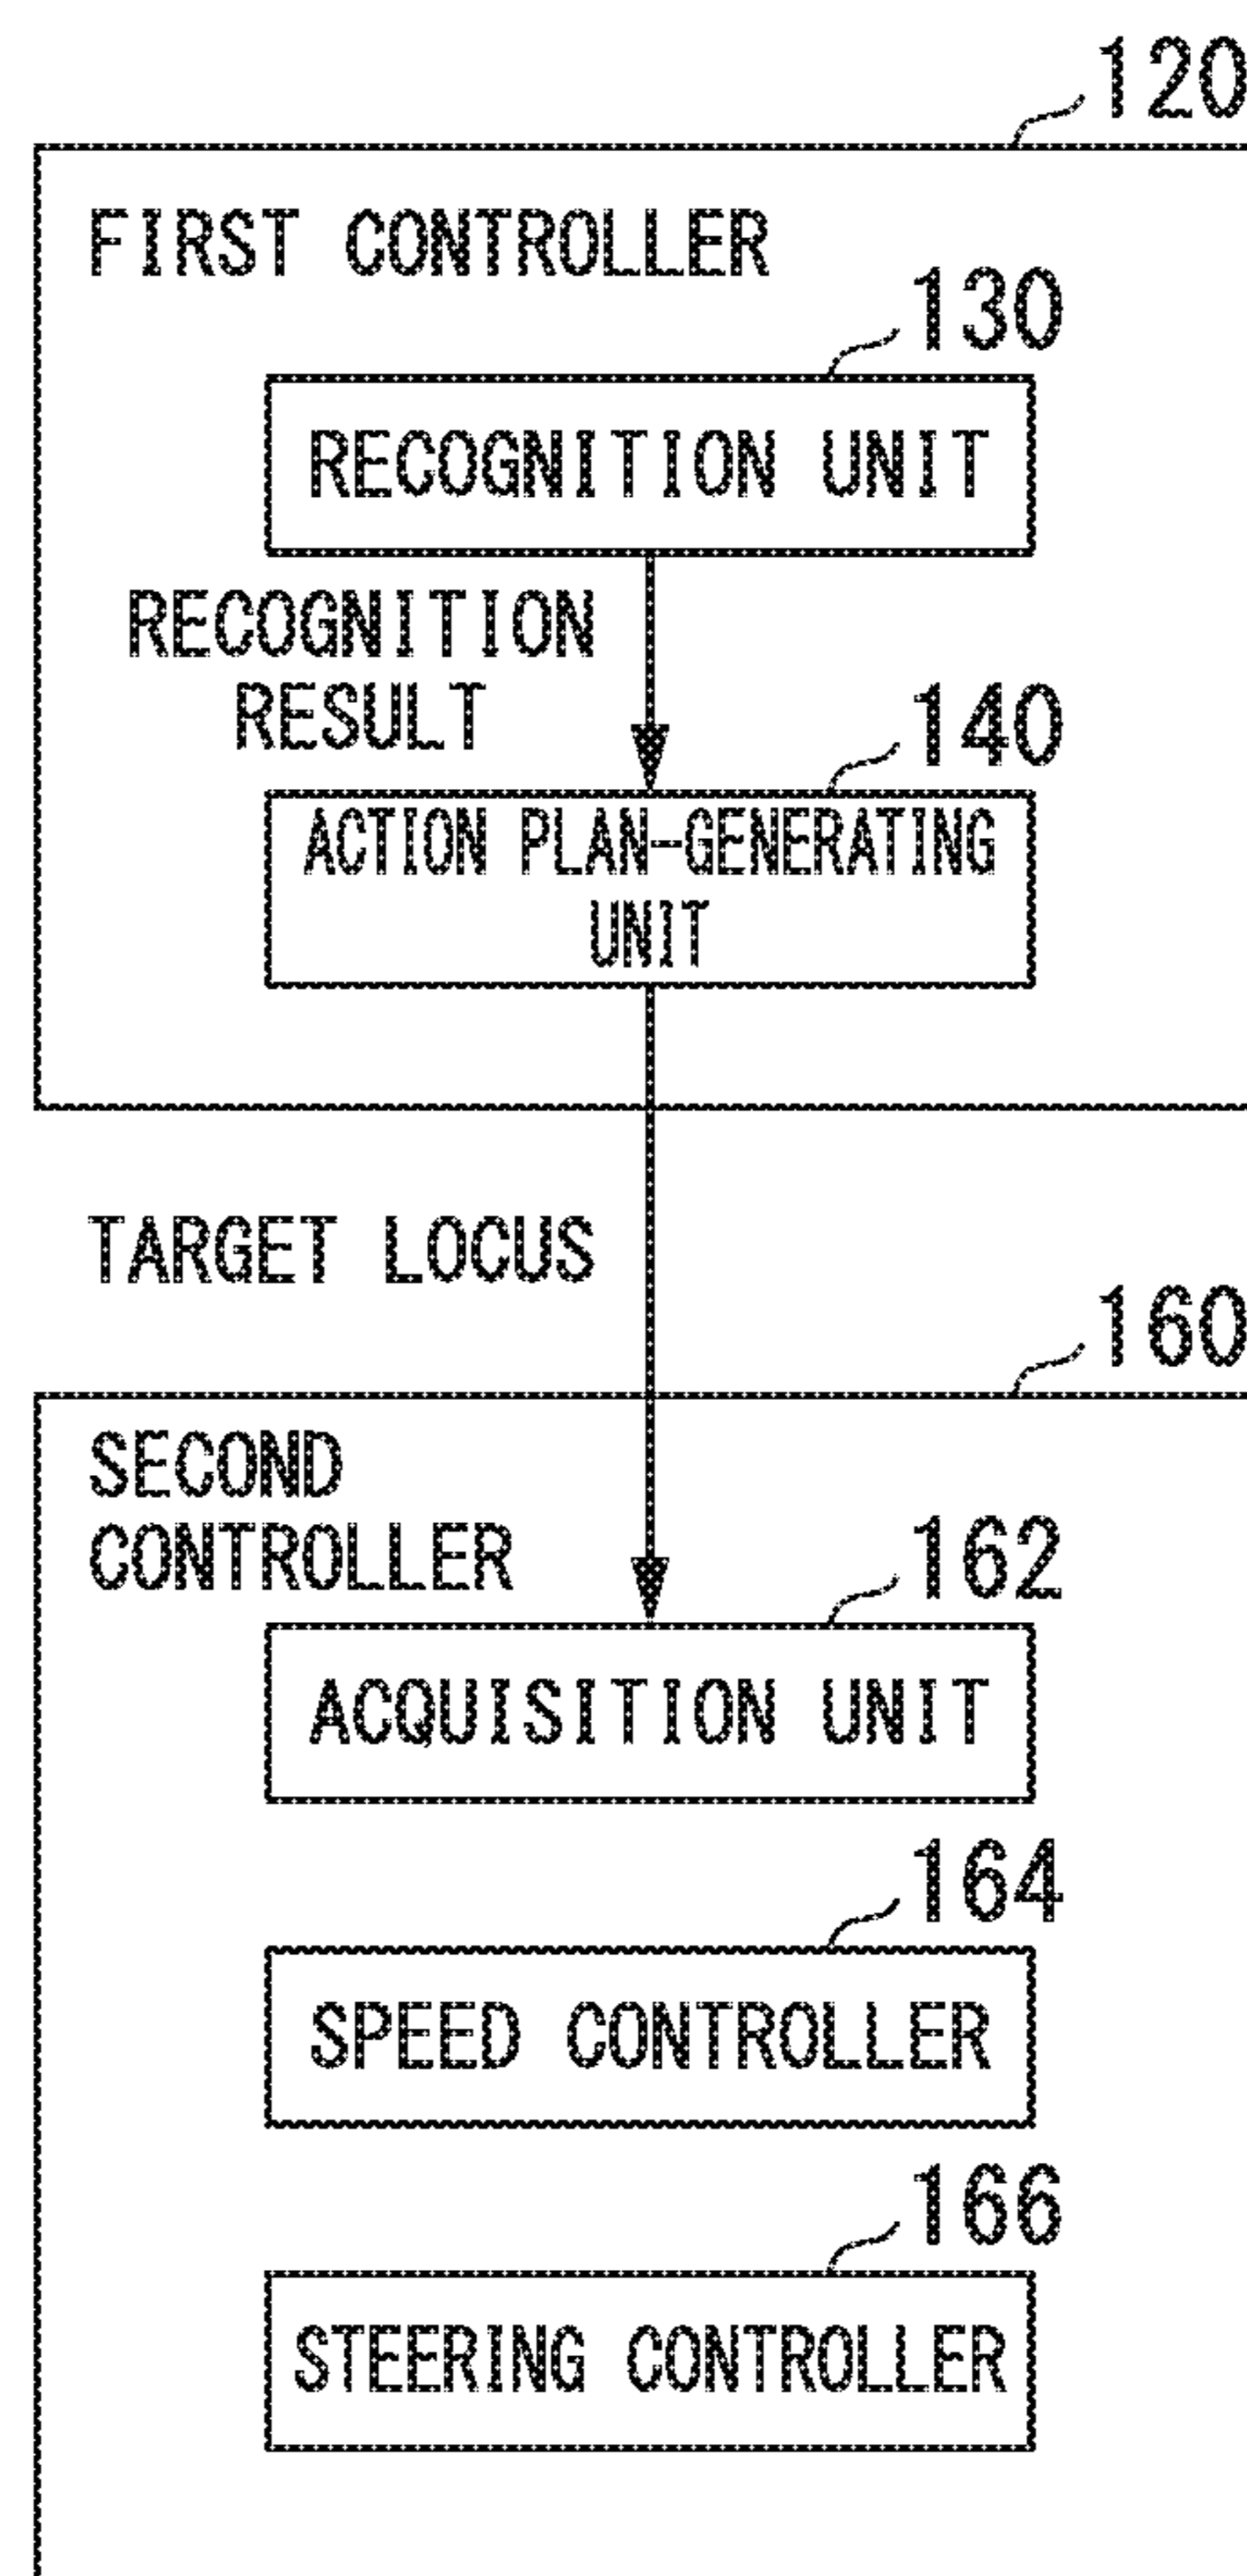 120
FIRST CONTROLLER
130
RECOGNITION UNIT
RECOGNITION
RESULT
140
ACTION PLAN-GENERATING
UNIT
TARGET LOCUS
160
SECOND
CONTROLLER
162
ACQUISITION UNIT
164
SPEED CONTROLLER
166
STEERING CONTROLLER